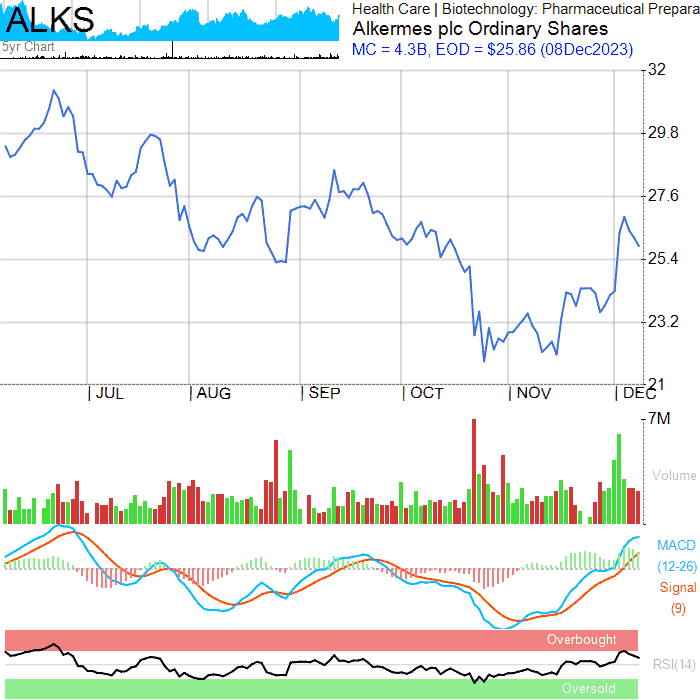 ALKS
5yr Chart
Health Care | Biotechnology: Pharmaceutical Prepara
Alkermes plc Ordinary Shares
MC = 4.3B, EOD = $25.86 (08Dec2023)
32
29.8
27.6
25.4
23.2
21
JUL AUG SEP OCT NOV DEC
7M
Volume
MACD
(12-26)
Signal
(9)
Overbought
RSI(14)
Oversold